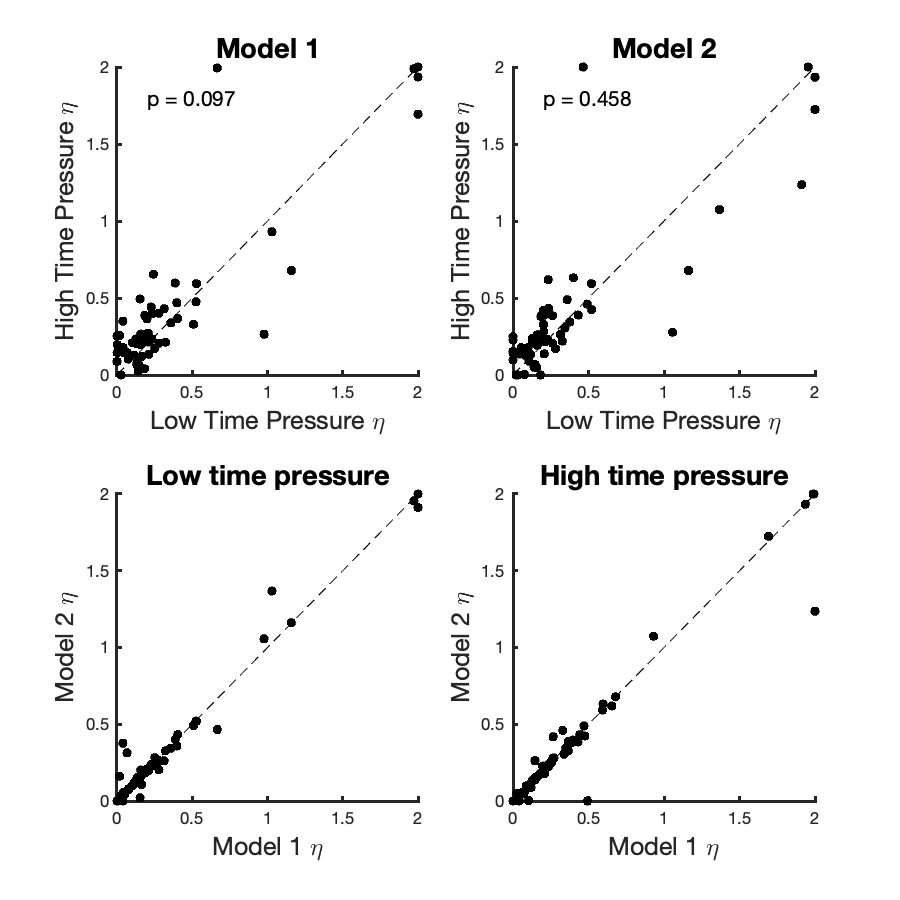 Model 1
p = 0.097
High Time Pressure η
2
1.5
1
0.5
0
0 0.5 1 1.5 2
Low Time Pressure η
Model 2
p = 0.458
High Time Pressure η
2
1.5
1
0.5
0
0 0.5 1 1.5 2
Low Time Pressure η
Low time pressure
Model 2 η
2
1.5
1
0.5
0
0 0.5 1 1.5 2
Model 1 η
High time pressure
Model 2 η
2
1.5
1
0.5
0
0 0.5 1 1.5 2
Model 1 η